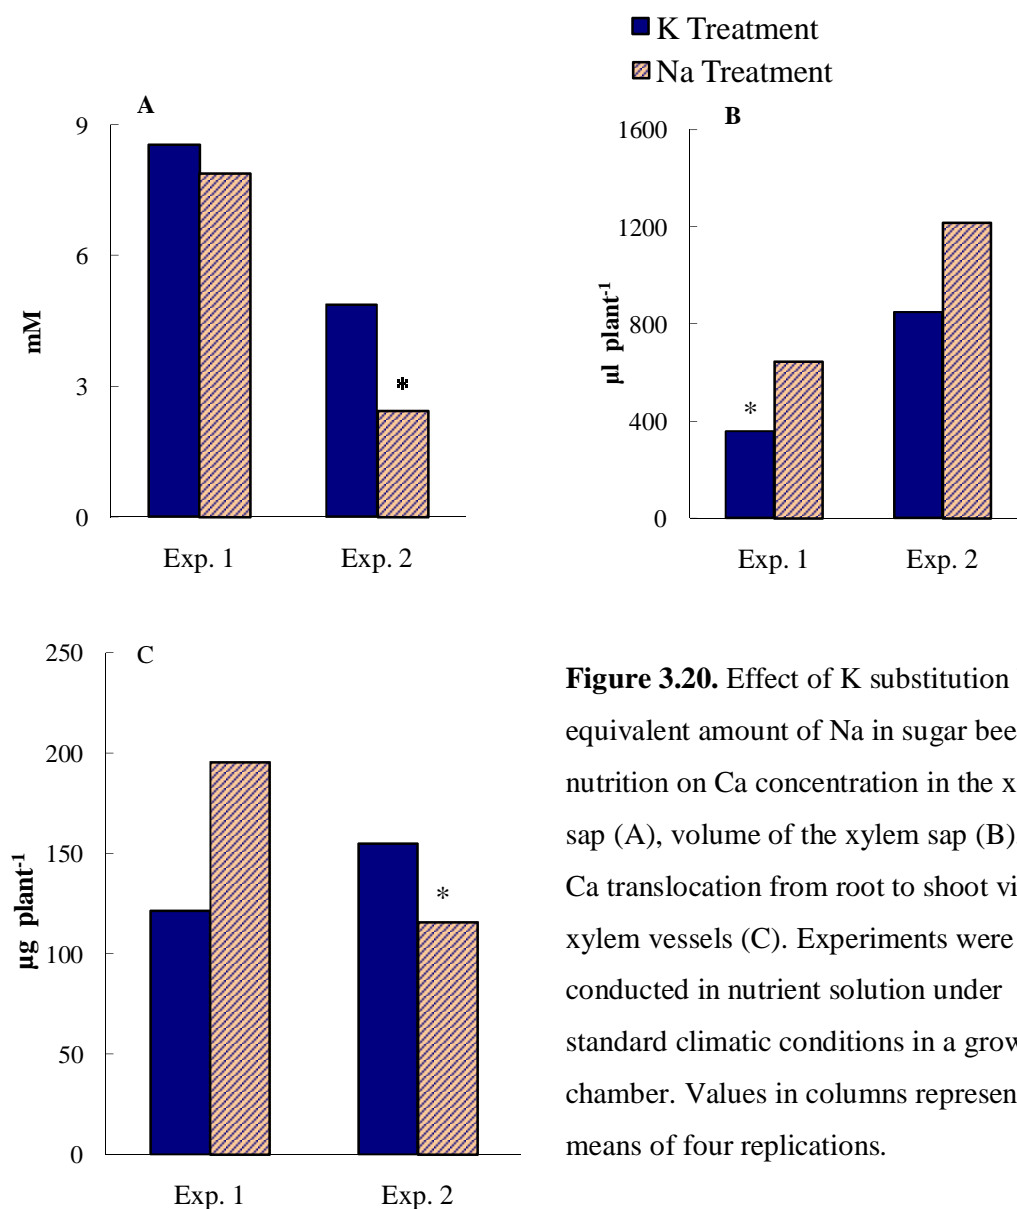 K Treatment
Na Treatment
A
9
6
3
0
mM
*
Exp. 1
Exp. 2
B
1600
1200
800
400
0
µl plant-1
*
Exp. 1
Exp. 2
C
250
200
150
100
50
0
µg plant-1
*
Exp. 1
Exp. 2
Figure 3.20. Effect of K substitution
equivalent amount of Na in sugar bee
nutrition on Ca concentration in the x
sap (A), volume of the xylem sap (B)
Ca translocation from root to shoot vi
xylem vessels (C). Experiments were
conducted in nutrient solution under
standard climatic conditions in a grow
chamber. Values in columns represen
means of four replications.